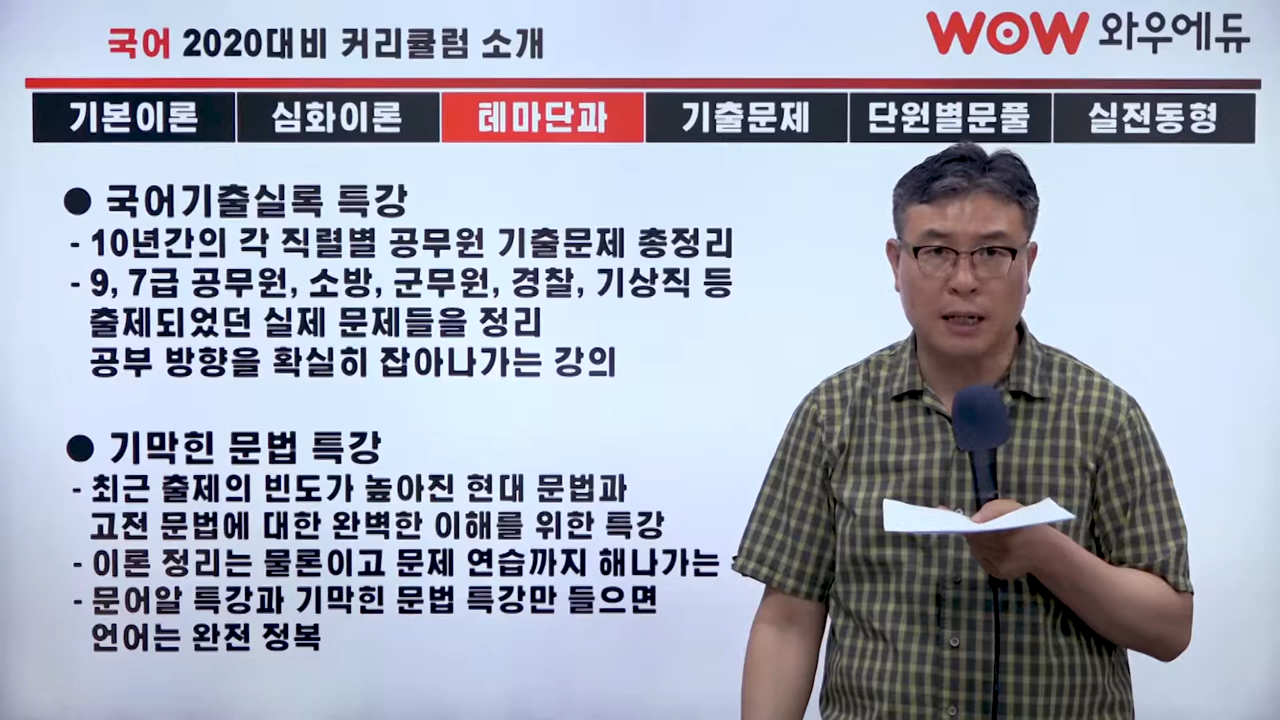 국어 2020대비 커리큘럼 소개
WOW 와우에듀
기본이론 심화이론 테마단과 기출문제 단원별문풀 실전동형
● 국어기출실록 특강
- 10년간의 각 직렬별 공무원 기출문제 총정리
- 9, 7급 공무원, 소방, 군무원, 경찰, 기상직 등
출제되었던 실제 문제들을 정리
공부 방향을 확실히 잡아나가는 강의
● 기막힌 문법 특강
- 최근 출제의 빈도가 높아진 현대 문법과
고전 문법에 대한 완벽한 이해를 위한 특강
- 이론 정리는 물론이고 문제 연습까지 해나가는
- 문어알 특강과 기막힌 문법 특강만 들으면
언어는 완전 정복